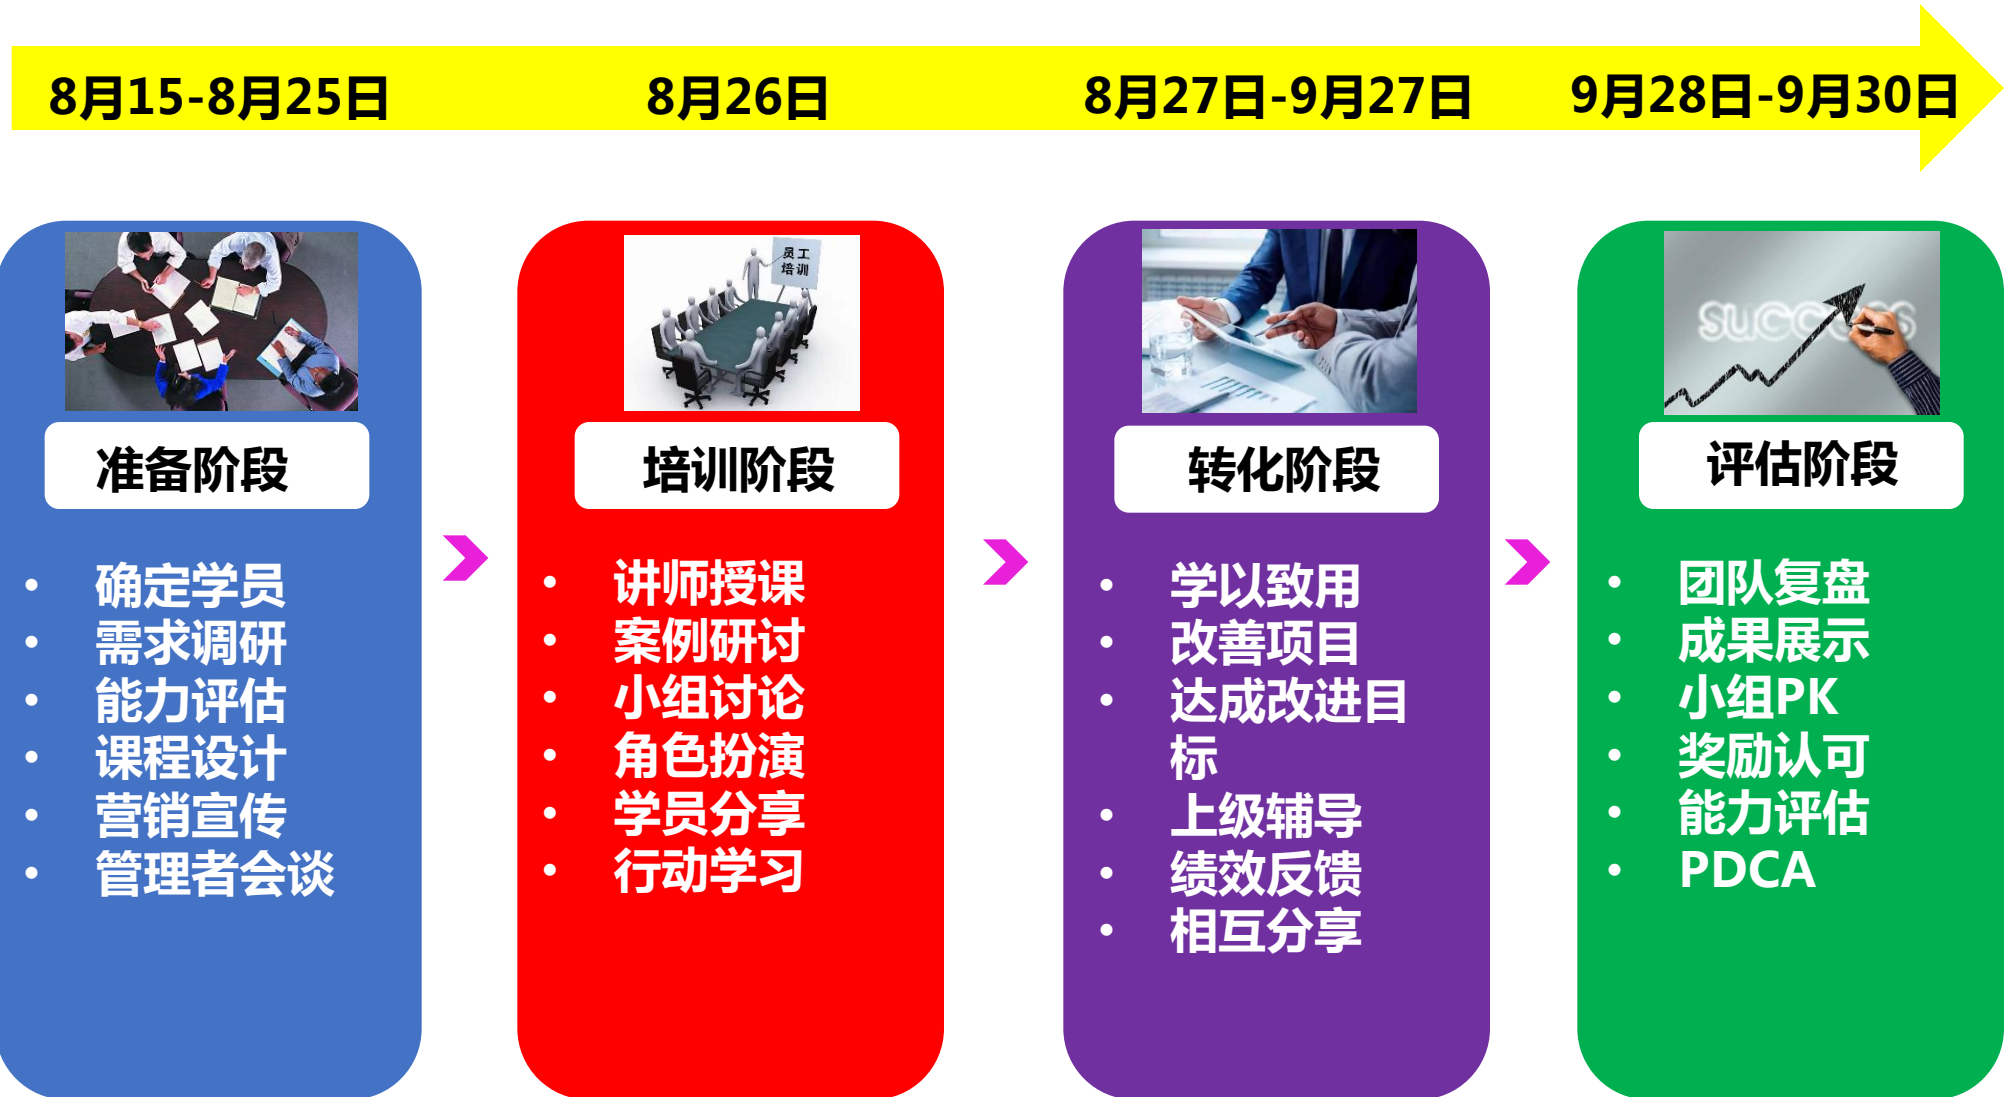 8月15-8月25日
8月26日
8月27日-9月27日
9月28日-9月30日
准备阶段
• 确定学员
• 需求调研
• 能力评估
• 课程设计
• 营销宣传
• 管理者会谈
员工
培训
培训阶段
• 讲师授课
• 案例研讨
• 小组讨论
• 角色扮演
• 学员分享
• 行动学习
转化阶段
• 学以致用
• 改善项目
• 达成改进目
标
• 上级辅导
• 绩效反馈
• 相互分享
success
评估阶段
• 团队复盘
• 成果展示
• 小组PK
• 奖励认可
• 能力评估
• PDCA